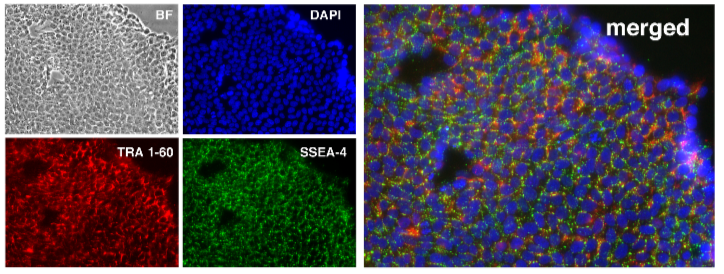 BF
DAPI
merged
TRA 1-60
SSEA-4